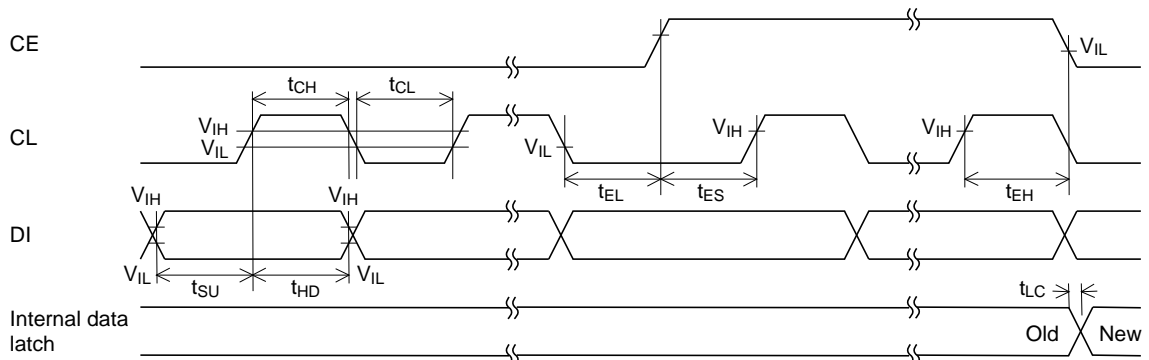 CE
VIL
tCH
tCL
CL
VIH
VIL
VIL
VIH
VIH
tEL
tES
tEH
VIH
VIH
DI
VIL
tSU
tHD
VIL
tLC
Internal data
latch
Old
New